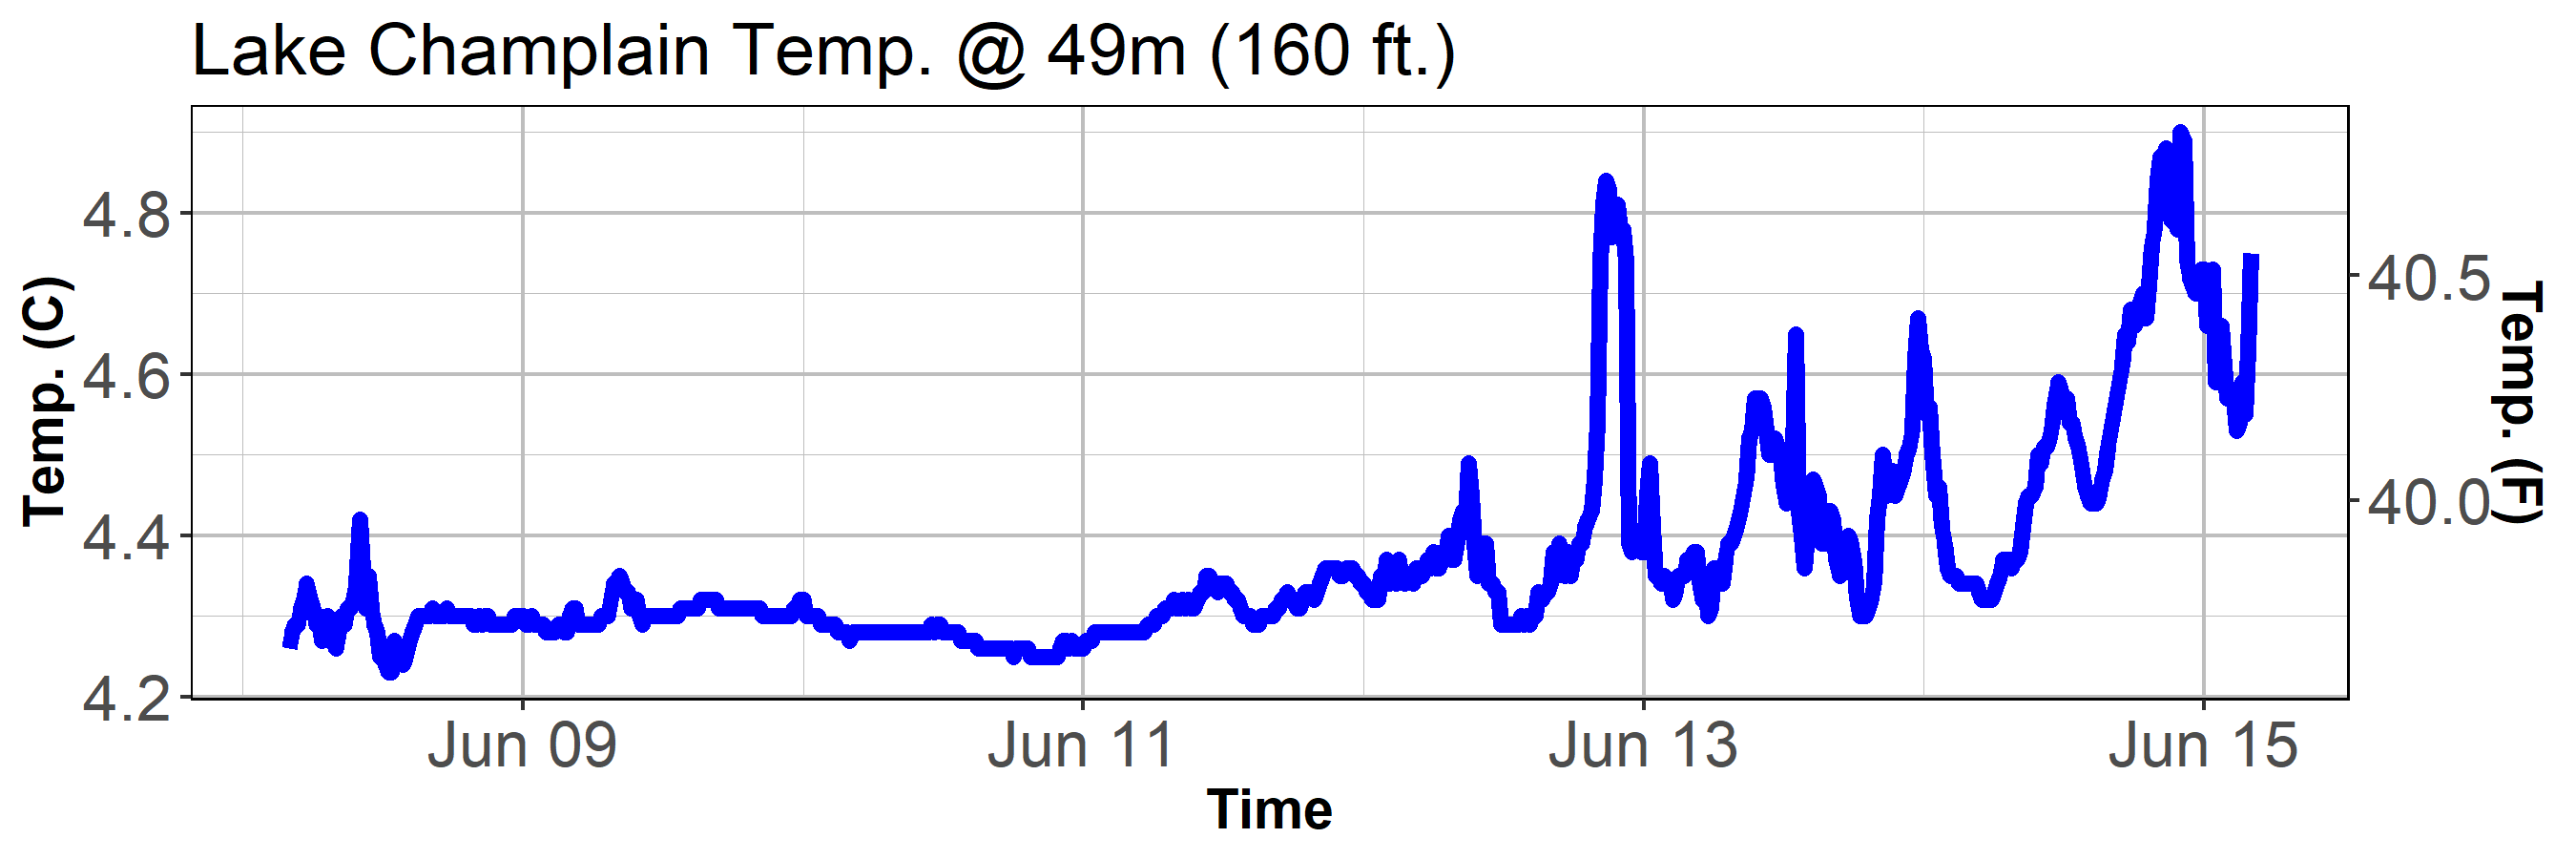 Lake Champlain Temp. @ 49m (160 ft.)
Temp. (C)
4.8
4.6
4.4
4.2
40.5
40.0
Temp. (F)
Jun 09 Jun 11 Jun 13 Jun 15
Time